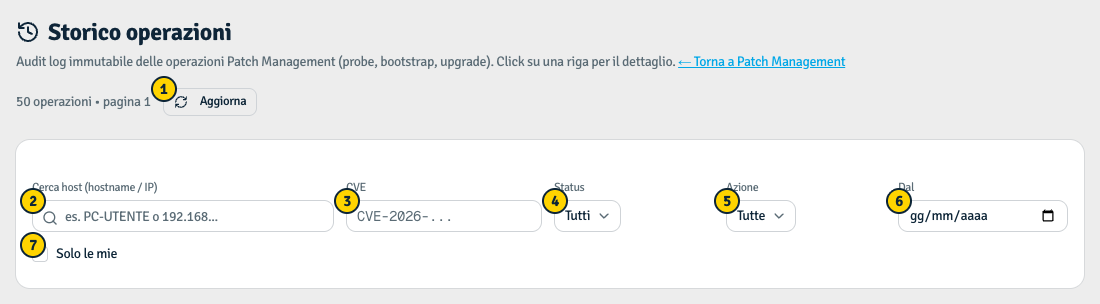 Storico operazioni
Audit log immutabile delle operazioni Patch Management (probe, bootstrap, upgrade). Click su una riga per il dettaglio. ← Torna a Patch Management
50 operazioni • pagina 1 1 Aggiorna
Cerca host (hostname / IP) CVE Status Azione Dal
2 es. PC-UTENTE o 192.168... 3 CVE-2026-... 4 Tutti 5 Tutte 6 gg/mm/aaaa
7 Solo le mie